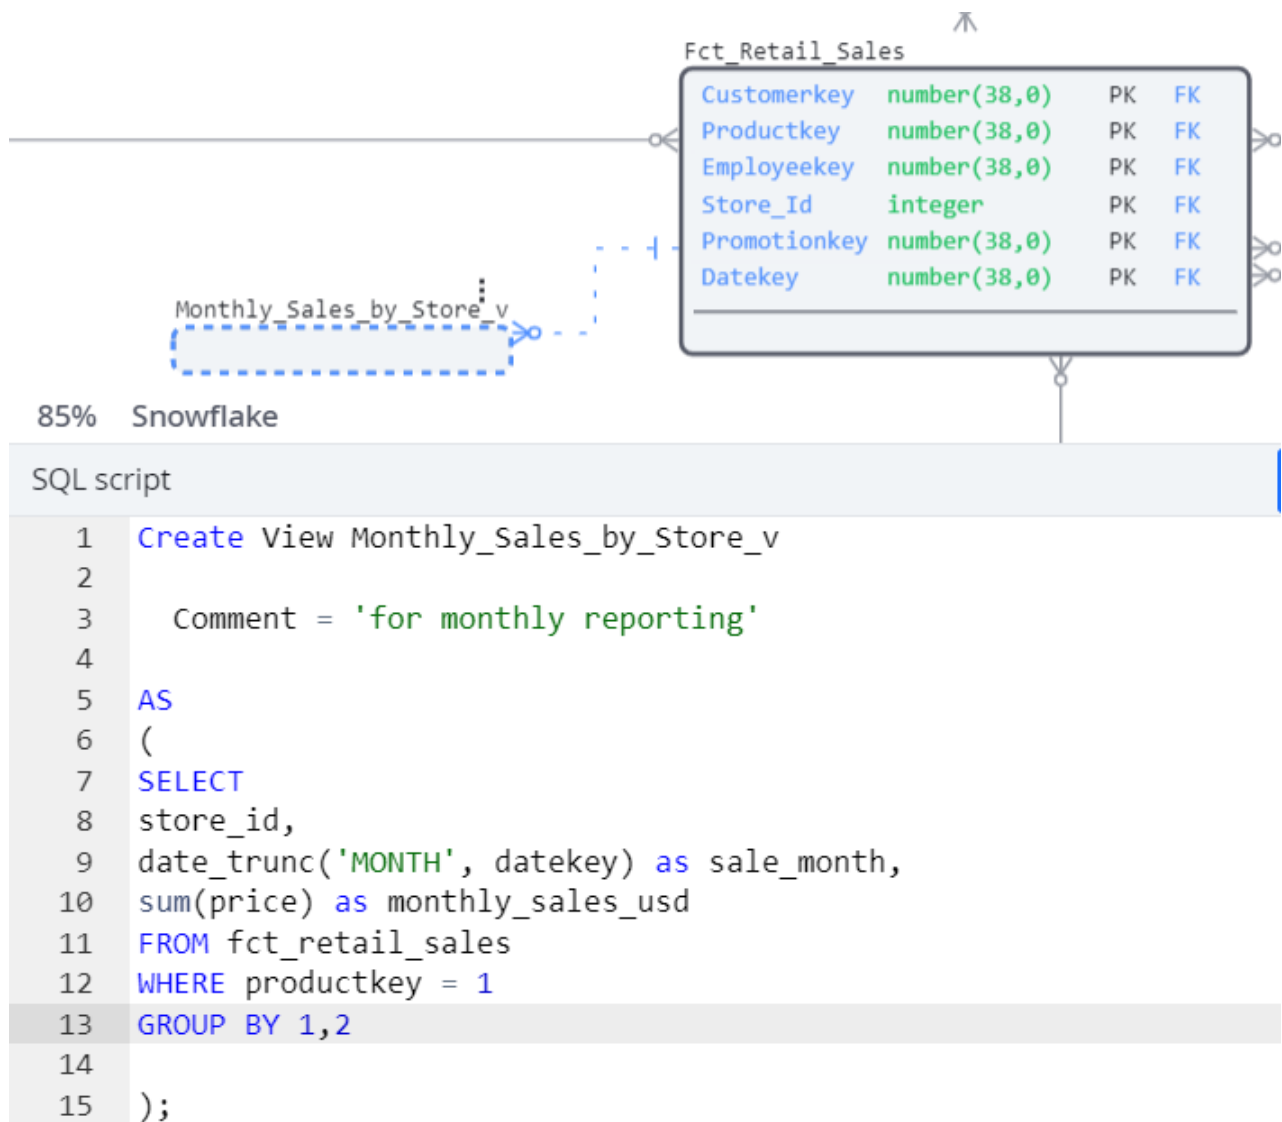 Fct_Retail_Sales
Customerkey number(38,0) PK FK
Productkey number(38,0) PK FK
Employeekey number(38,0) PK FK
Store_Id integer PK FK
Promotionkey number(38,0) PK FK
Datekey number(38,0) PK FK
Monthly_Sales_by_Store_v
85% Snowflake
SQL script
1 Create View Monthly_Sales_by_Store_v
2
3 Comment = 'for monthly reporting'
4
5 AS
6 (
7 SELECT
8 store_id,
9 date_trunc('MONTH', datekey) as sale_month,
10 sum(price) as monthly_sales_usd
11 FROM fct_retail_sales
12 WHERE productkey = 1
13 GROUP BY 1,2
14
15 );